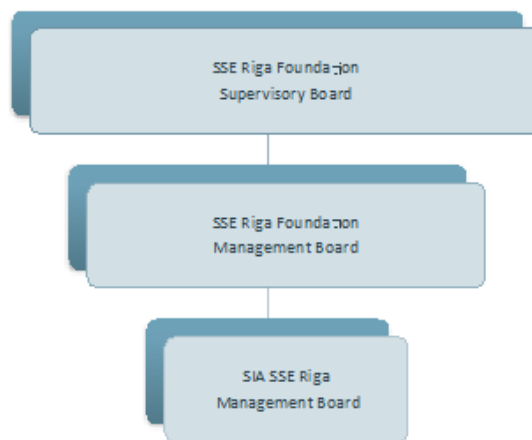 SSE Riga Foundation
Supervisory Board
SSE Riga Foundation
Management Board
SIA SSE Riga
Management Board